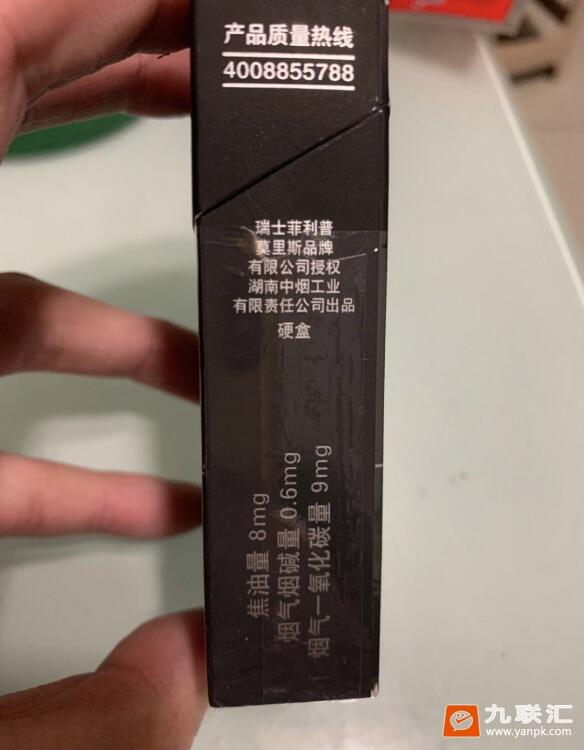 产品质量热线
4008855788
瑞士菲利普
莫里斯品牌
有限公司授权
湖南中烟工业
有限责任公司出品
硬盒
焦油量 8mg
烟气烟碱量 0.6mg
烟气一氧化碳量 9mg
九联汇
www.yanpk.com